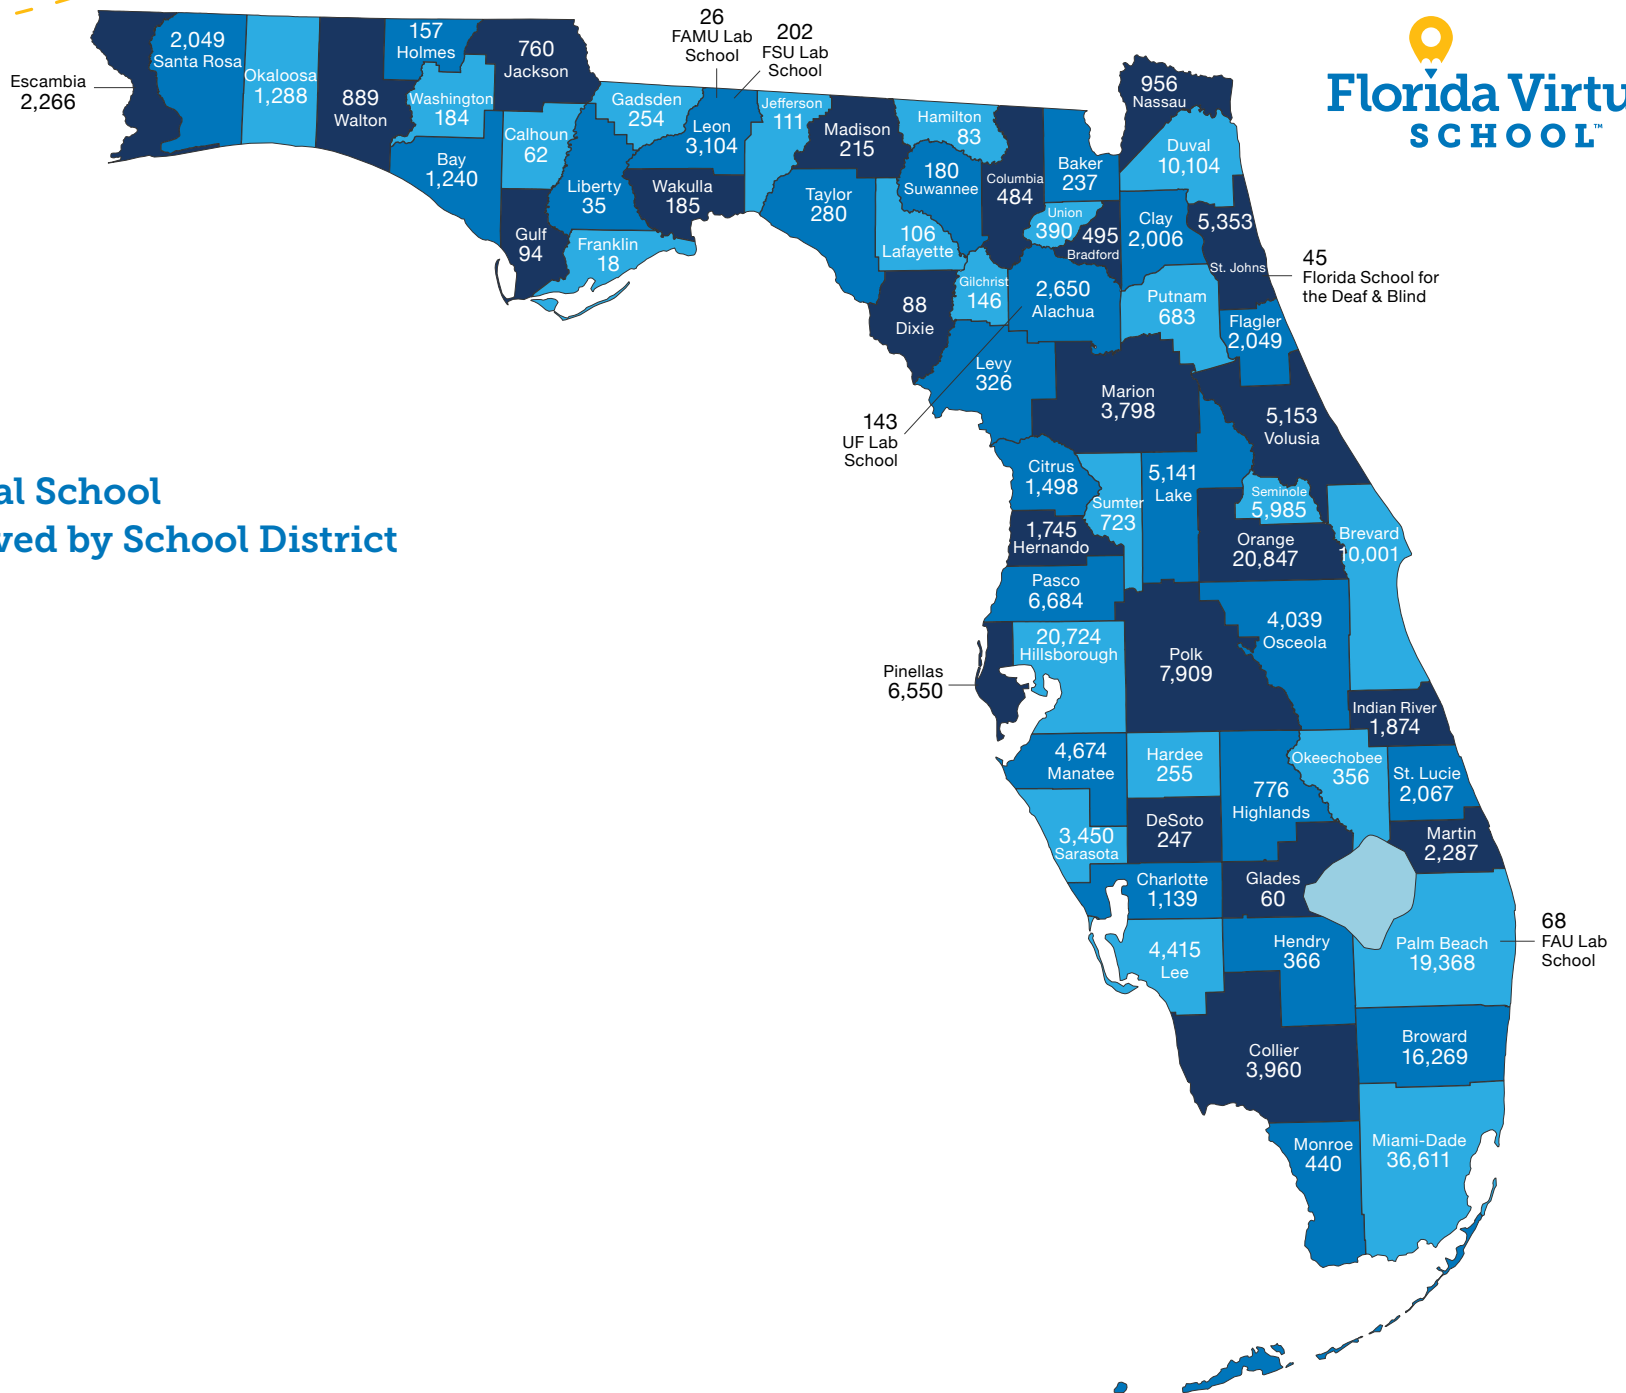 Florida Virtu
SCHOOL™
al School
ved by School District
Escambia
2,266
2,049
Santa Rosa
Okaloosa
1,288
889
Walton
157
Holmes
Washington
184
760
Jackson
Bay
1,240
Calhoun
62
Gulf
94
Liberty
35
Franklin
18
Gadsden
254
26
FAMU Lab
School
202
FSU Lab
School
Leon
3,104
Wakulla
185
Jefferson
111
Madison
215
Taylor
280
Hamilton
83
180
Suwannee
106
Lafayette
88
Dixie
Columbia
484
Gilchrist
146
Baker
237
Union
390
495
Bradford
956
Nassau
Duval
10,104
Clay
2,006
5,353
St. Johns
45
Florida School for
the Deaf & Blind
2,650
Alachua
Putnam
683
Flagler
2,049
Levy
326
143
UF Lab
School
Marion
3,798
5,153
Volusia
Citrus
1,498
Sumter
723
5,141
Lake
Seminole
5,985
1,745
Hernando
Orange
20,847
Brevard
10,001
Pasco
6,684
20,724
Hillsborough
Pinellas
6,550
Polk
7,909
4,039
Osceola
Indian River
1,874
4,674
Manatee
Hardee
255
776
Highlands
Okeechobee
356
St. Lucie
2,067
3,450
Sarasota
DeSoto
247
Martin
2,287
Charlotte
1,139
Glades
60
4,415
Lee
Hendry
366
Palm Beach
19,368
68
FAU Lab
School
Collier
3,960
Broward
16,269
Monroe
440
Miami-Dade
36,611